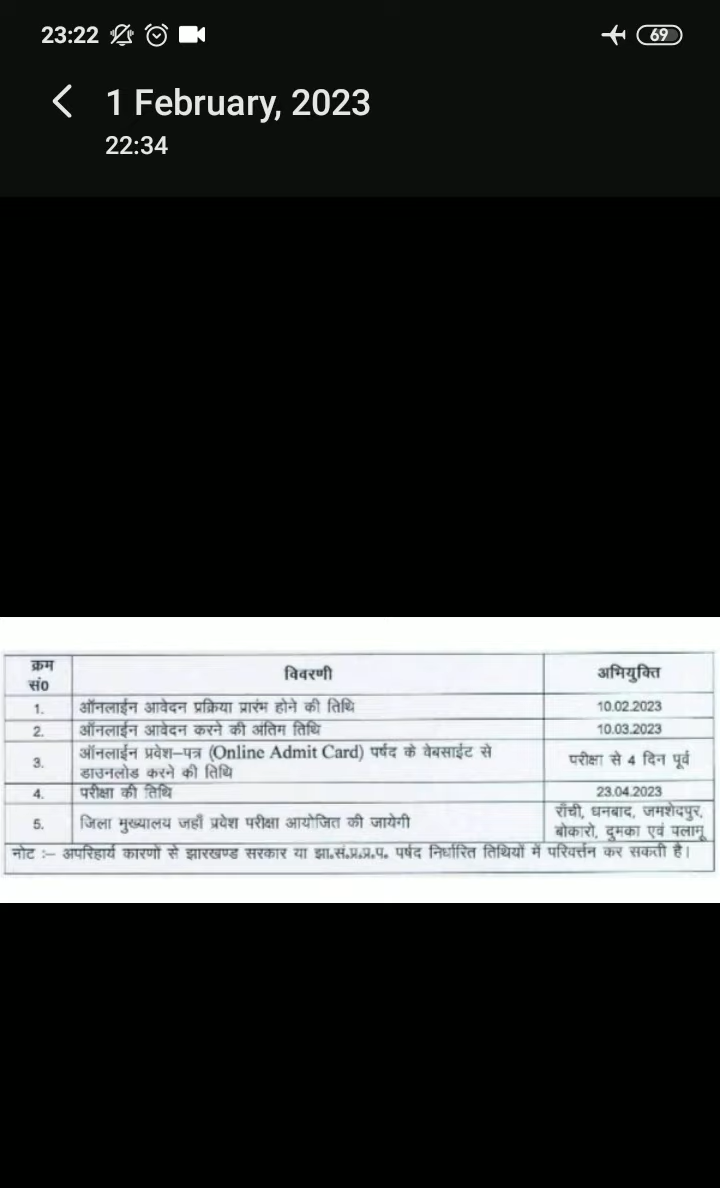 23:22
69
1 February, 2023
22:34
क्रम
सं०
विवरणी
अभियुक्ति
1.
ऑनलाईन आवेदन प्रक्रिया प्रारंभ होने की तिथि
10.02.2023
2.
ऑनलाईन आवेदन करने की अंतिम तिथि
10.03.2023
3.
ऑनलाईन प्रवेश–पत्र (Online Admit Card) पर्षद के वेबसाईट से
डाउनलोड करने की तिथि
परीक्षा से 4 दिन पूर्व
4.
परीक्षा की तिथि
23.04.2023
5.
जिला मुख्यालय जहाँ प्रवेश परीक्षा आयोजित की जायेगी
राँची, धनबाद, जमशेदपुर,
बोकारो, दुमका एवं पलामू
नोट :– अपरिहार्य कारणों से झारखण्ड सरकार या झा.सं.प्र.प्र.प. पर्षद निर्धारित तिथियों में परिवर्त्तन कर सकती है।